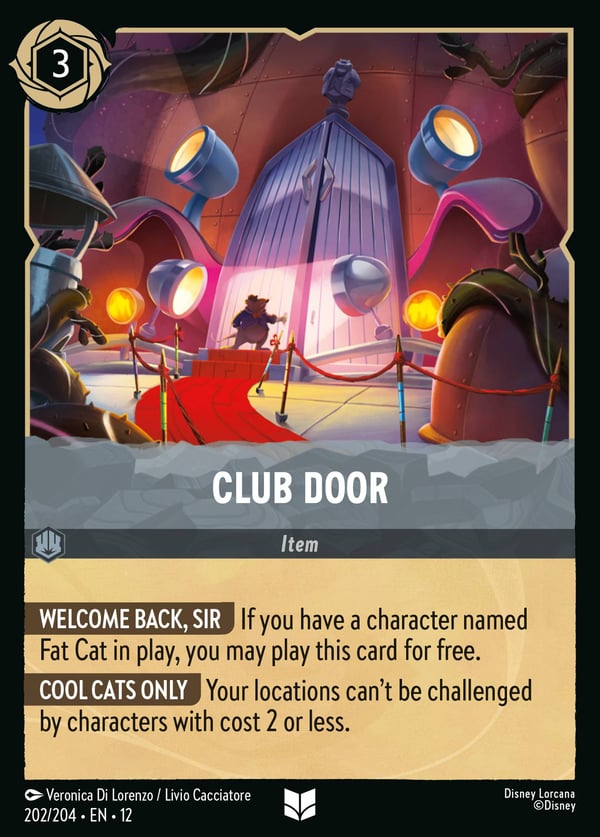 3
CLUB DOOR
Item
WELCOME BACK, SIR If you have a character named
Fat Cat in play, you may play this card for free.
COOL CATS ONLY Your locations can't be challenged
by characters with cost 2 or less.
Veronica Di Lorenzo / Livio Cacciatore
Disney Lorcana
202/204 • EN • 12
©Disney